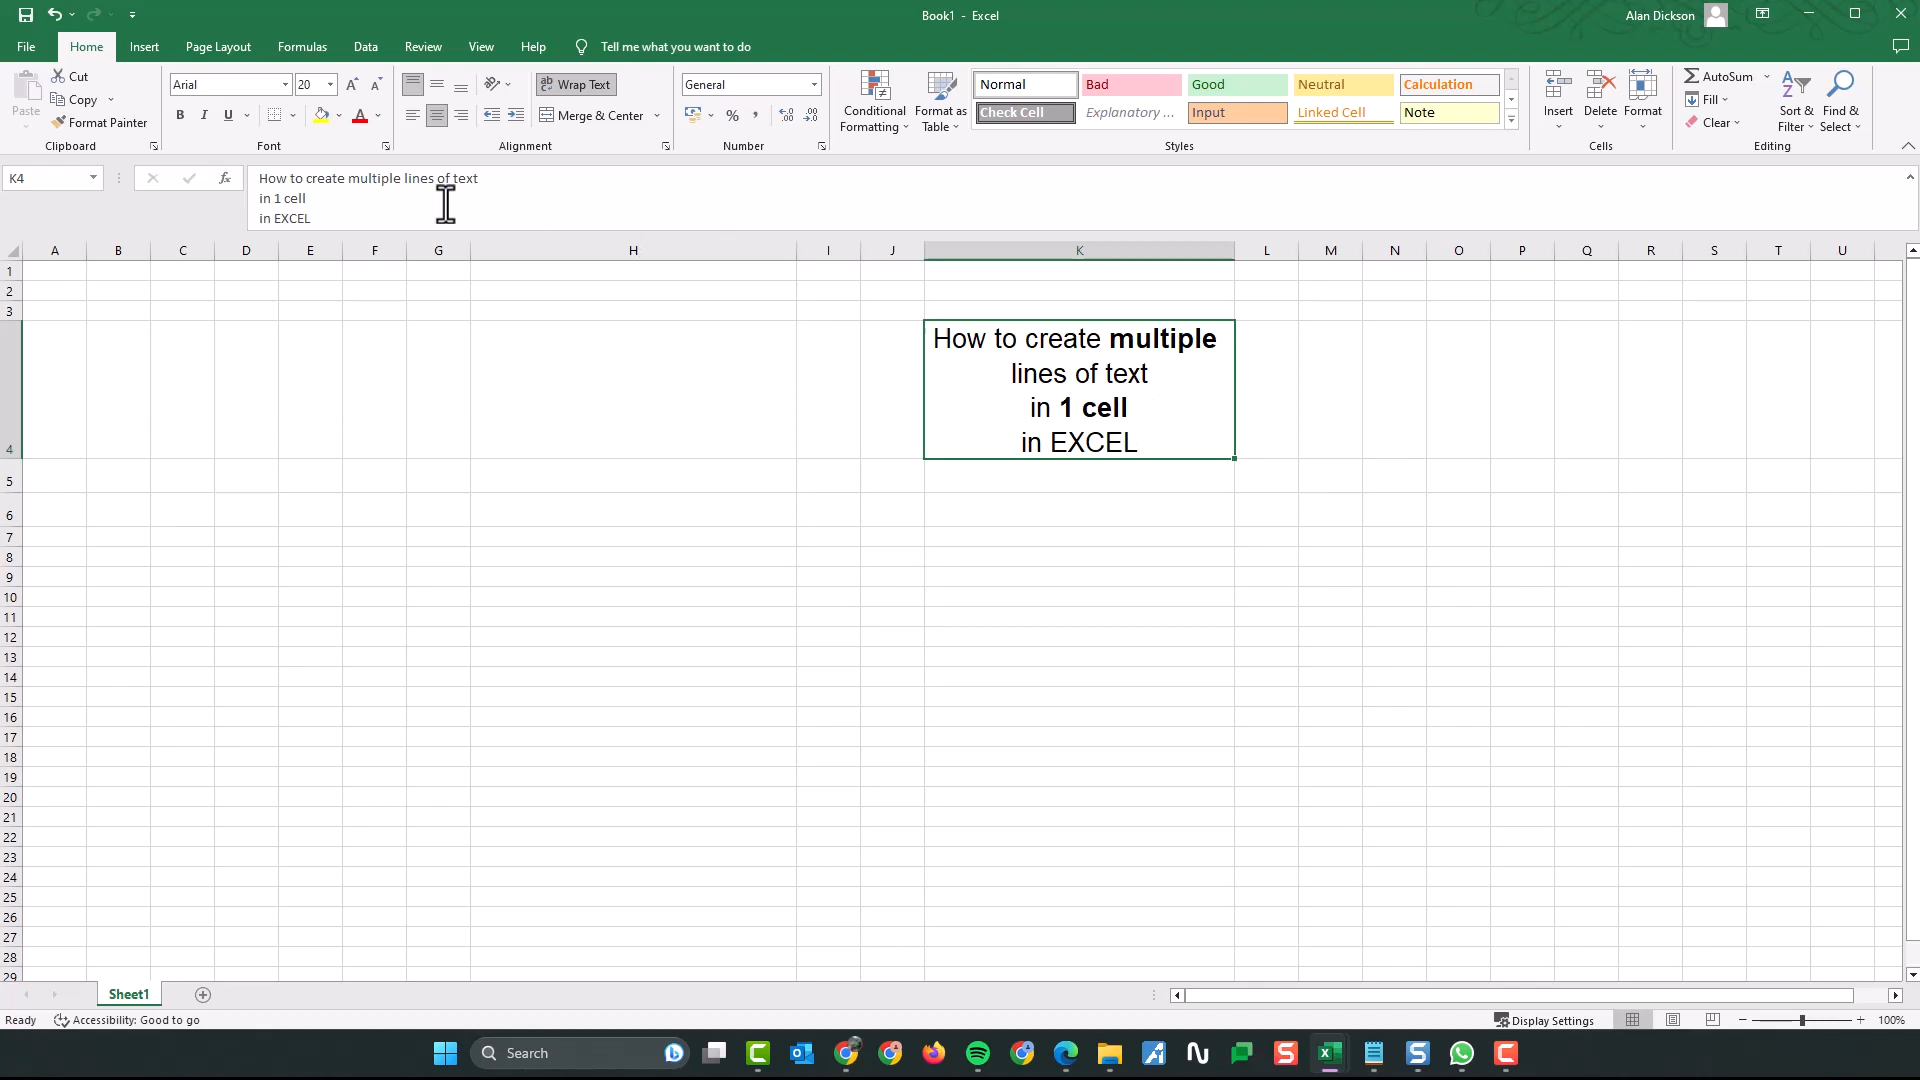 Book1 - Excel
Alan Dickson
File Home Insert Page Layout Formulas Data Review View Help Tell me what you want to do
Paste
Cut
Copy
Format Painter
Clipboard
Arial 20
B I U
Font
Wrap Text
Merge & Center
Alignment
General
%
Number
Conditional Formatting
Format as Table
Normal Bad Good Neutral Calculation
Check Cell Explanatory ... Input Linked Cell Note
Styles
Insert Delete Format
Cells
AutoSum
Fill
Clear
Sort & Filter
Find & Select
Editing
K4
fx
How to create multiple lines of text
in 1 cell
in EXCEL
A B C D E F G H I J K L M N O P Q R S T U
1
2
3
4
5
6
7
8
9
10
11
12
13
14
15
16
17
18
19
20
21
22
23
24
25
26
27
28
29
How to create multiple
lines of text
in 1 cell
in EXCEL
Sheet1
Ready Accessibility: Good to go
Display Settings
100%
Search